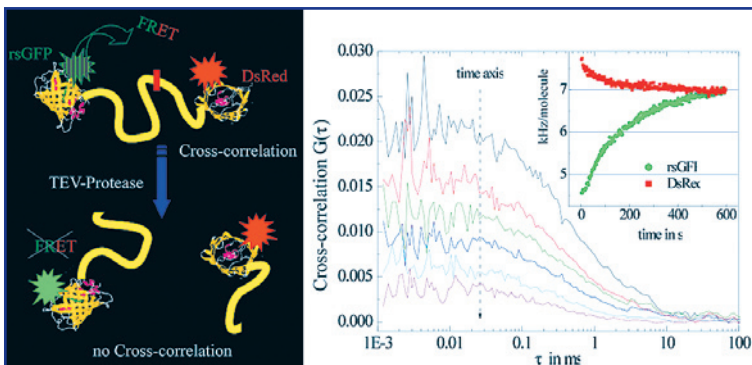 FRET
rsGFP
DsRed
Cross-correlation
TEV-Protease
FRET
no Cross-correlation
Cross-correlation G(τ)
0.030
0.025
0.020
0.015
0.010
0.005
0.000
time axis
1E-3
0.01
0.1
1
10
100
τ in ms
kHz/molecule
7
6
5
rsGFI
DsRec
0
200
400
600
time in s